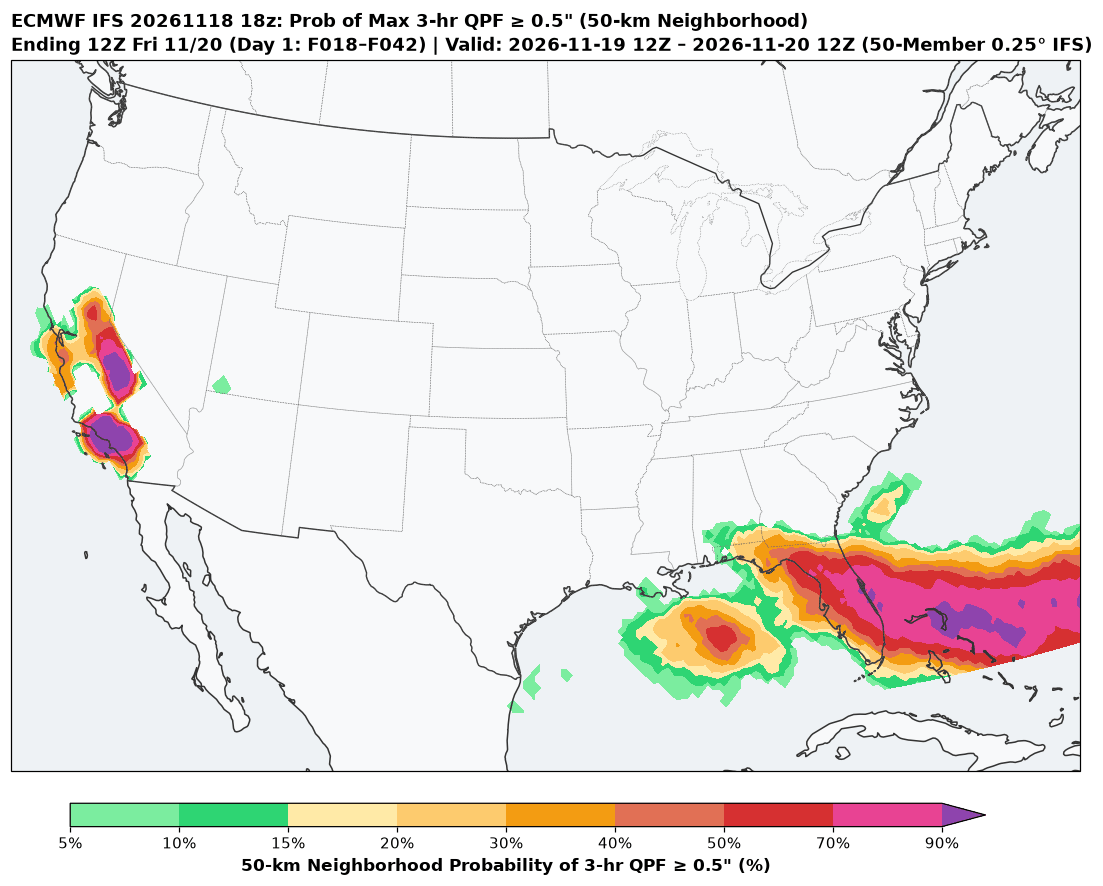 ECMWF IFS 20261118 18z: Prob of Max 3-hr QPF ≥ 0.5" (50-km Neighborhood)
Ending 12Z Fri 11/20 (Day 1: F018–F042) | Valid: 2026-11-19 12Z – 2026-11-20 12Z (50-Member 0.25° IFS)
5% 10% 15% 20% 30% 40% 50% 70% 90%
50-km Neighborhood Probability of 3-hr QPF ≥ 0.5" (%)